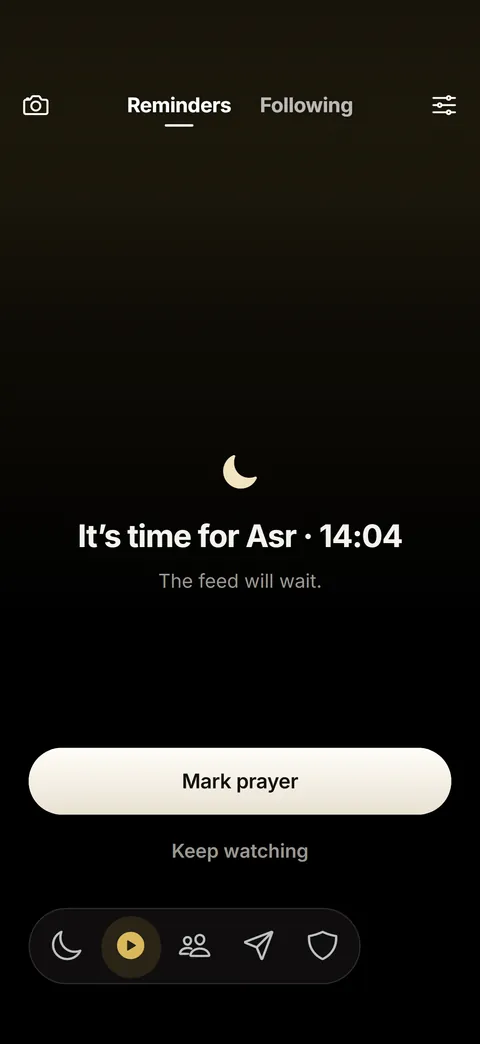 Reminders Following
It’s time for Asr · 14:04
The feed will wait.
Mark prayer
Keep watching